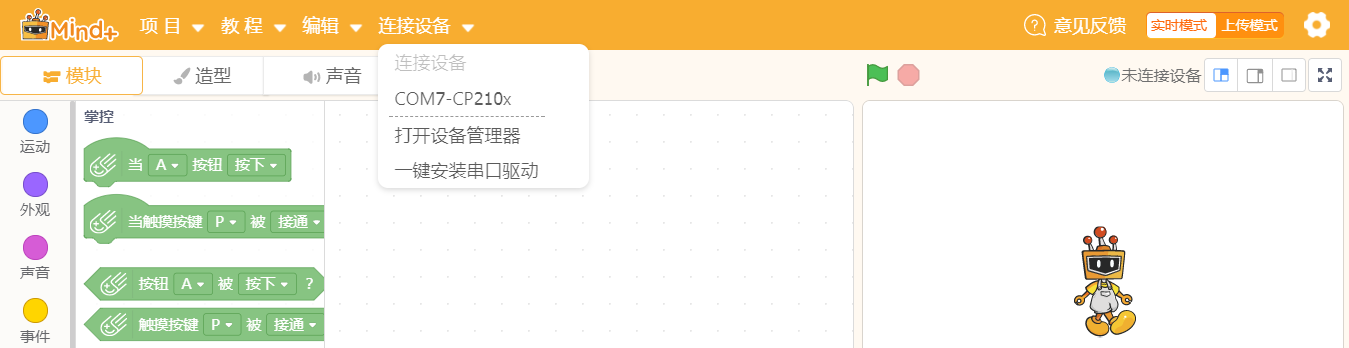 Mind+ 项目 教程 编辑 连接设备 意见反馈 实时模式 上传模式
连接设备
COM7-CP210x
打开设备管理器
一键安装串口驱动
模块 造型 声音 未连接设备
运动
外观
声音
事件
掌控
当 A 按钮 按下
当触摸按键 P 被 接通
按钮 A 被 按下 ?
触摸按键 P 被 接通